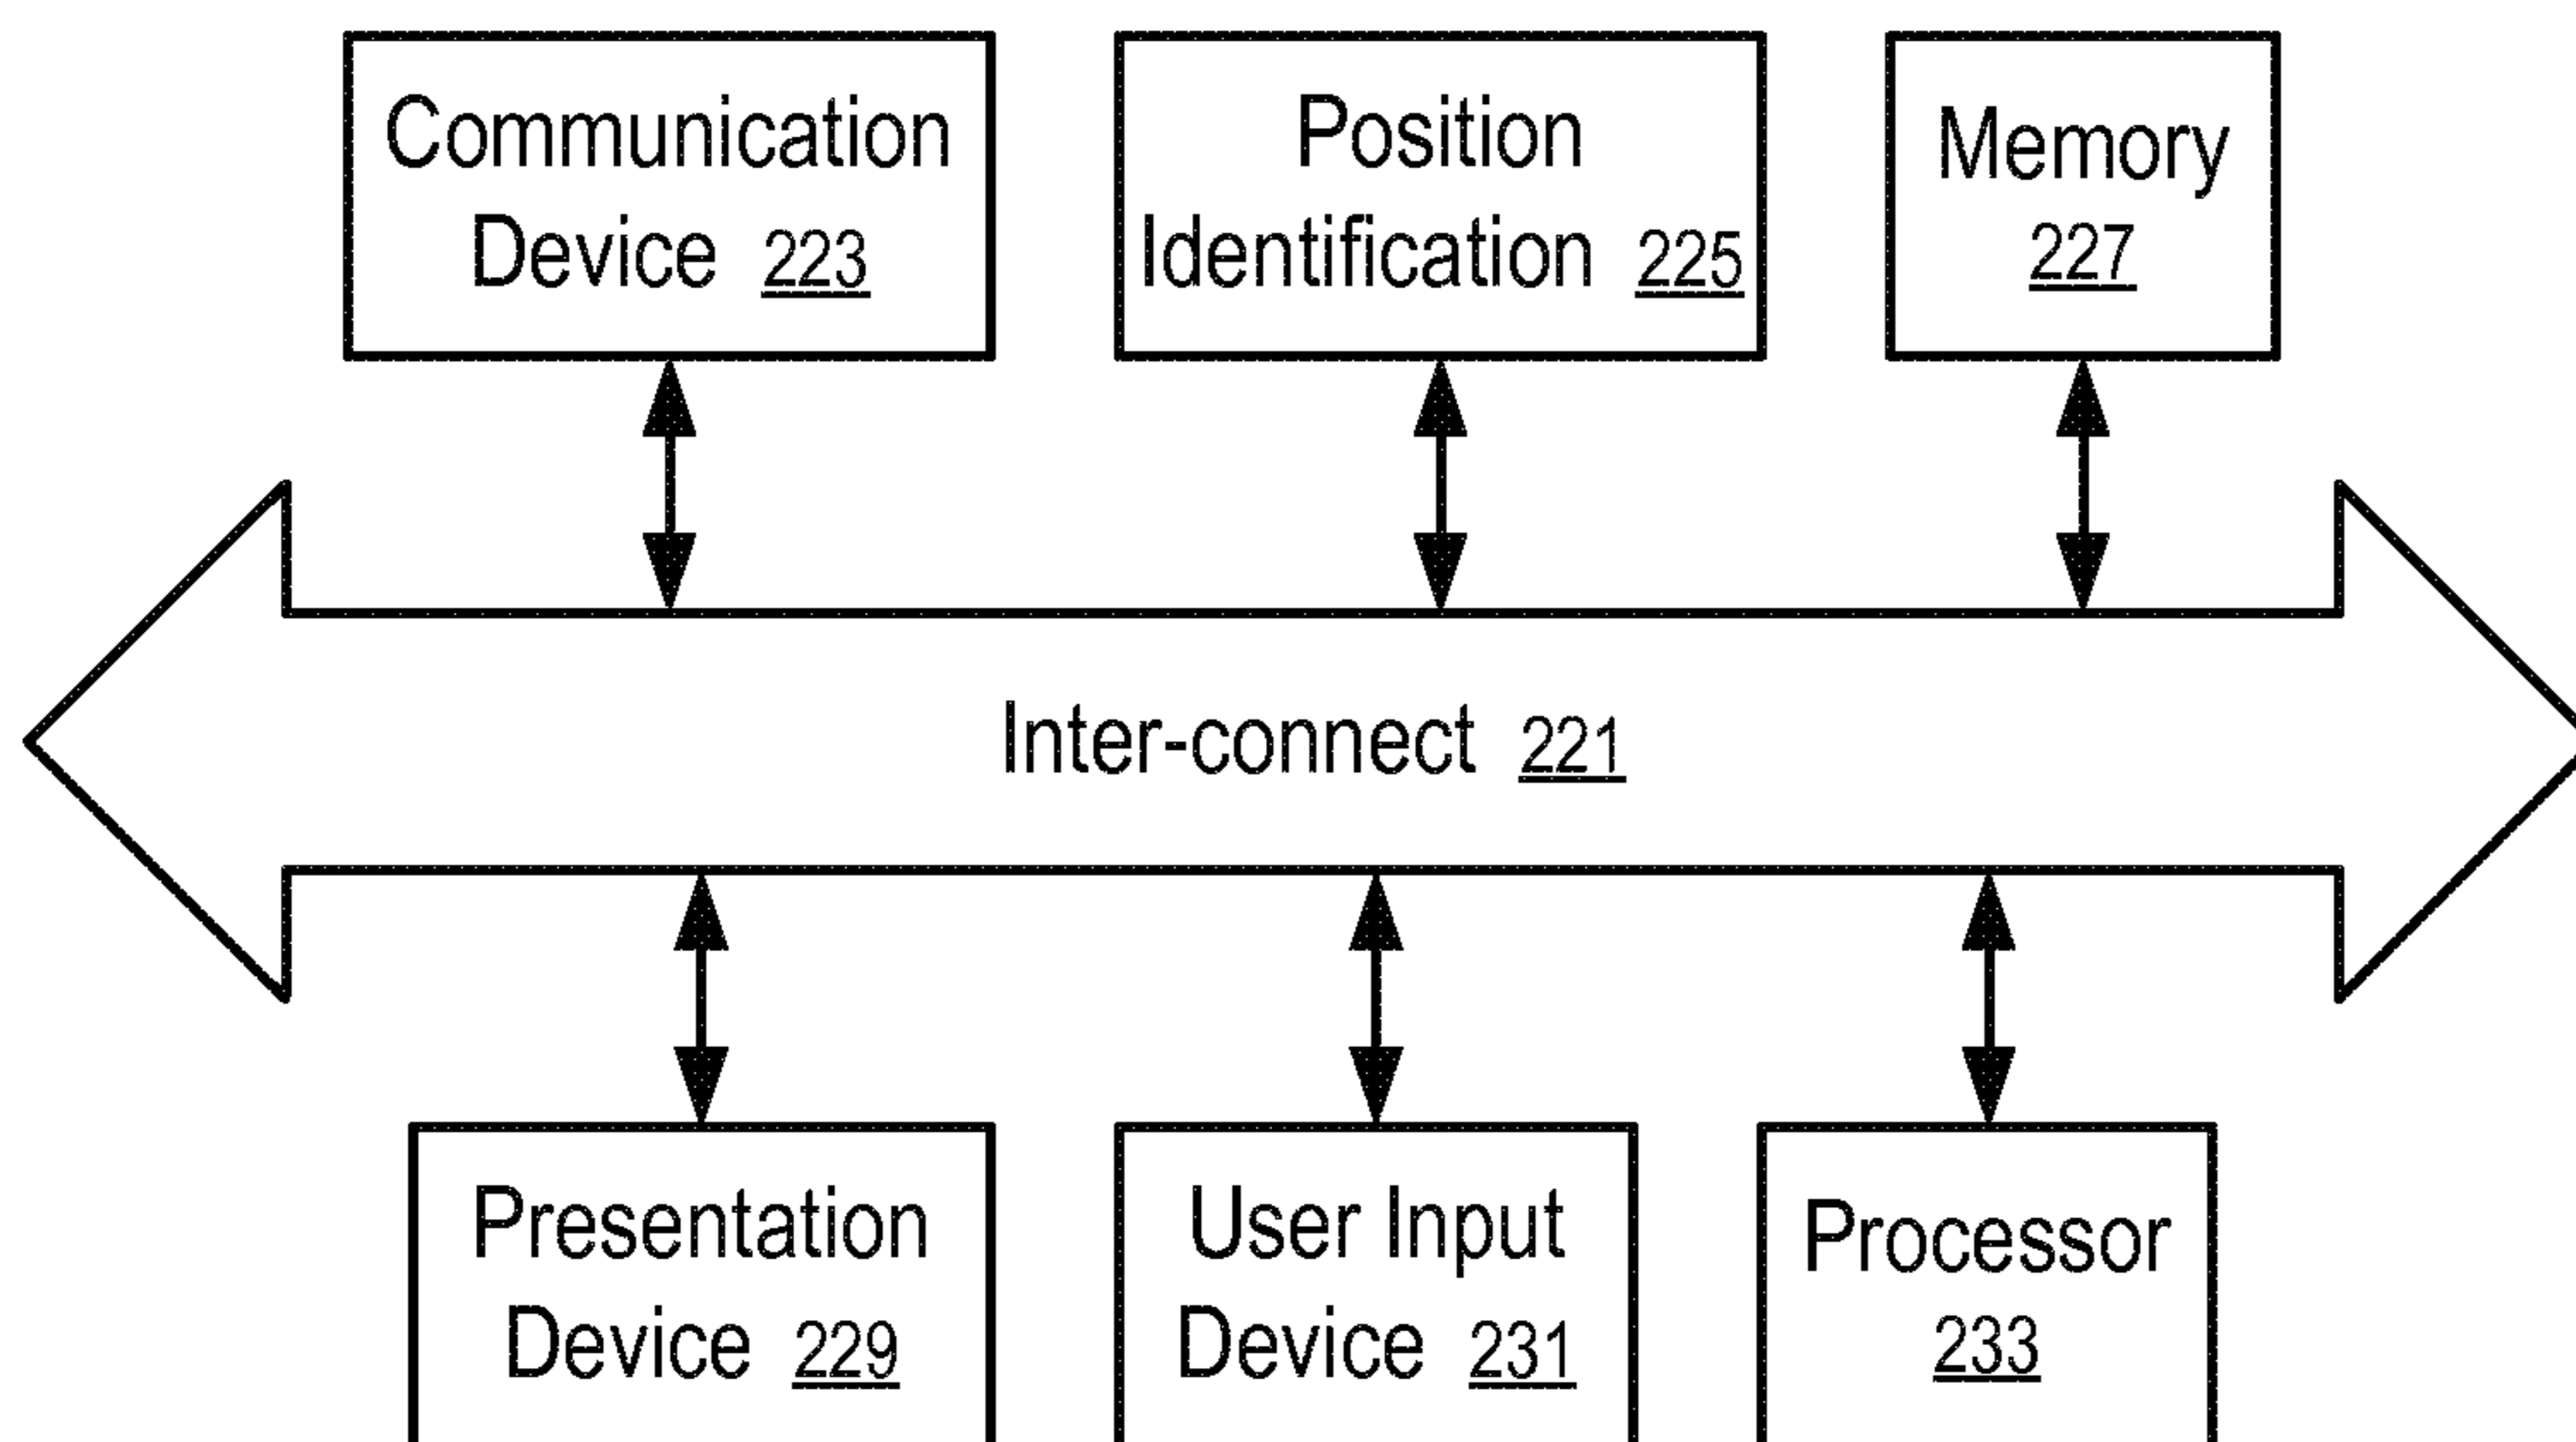 Communication
Device 223
Position
Identification 225
Memory
227
Inter-connect 221
Presentation
Device 229
User Input
Device 231
Processor
233